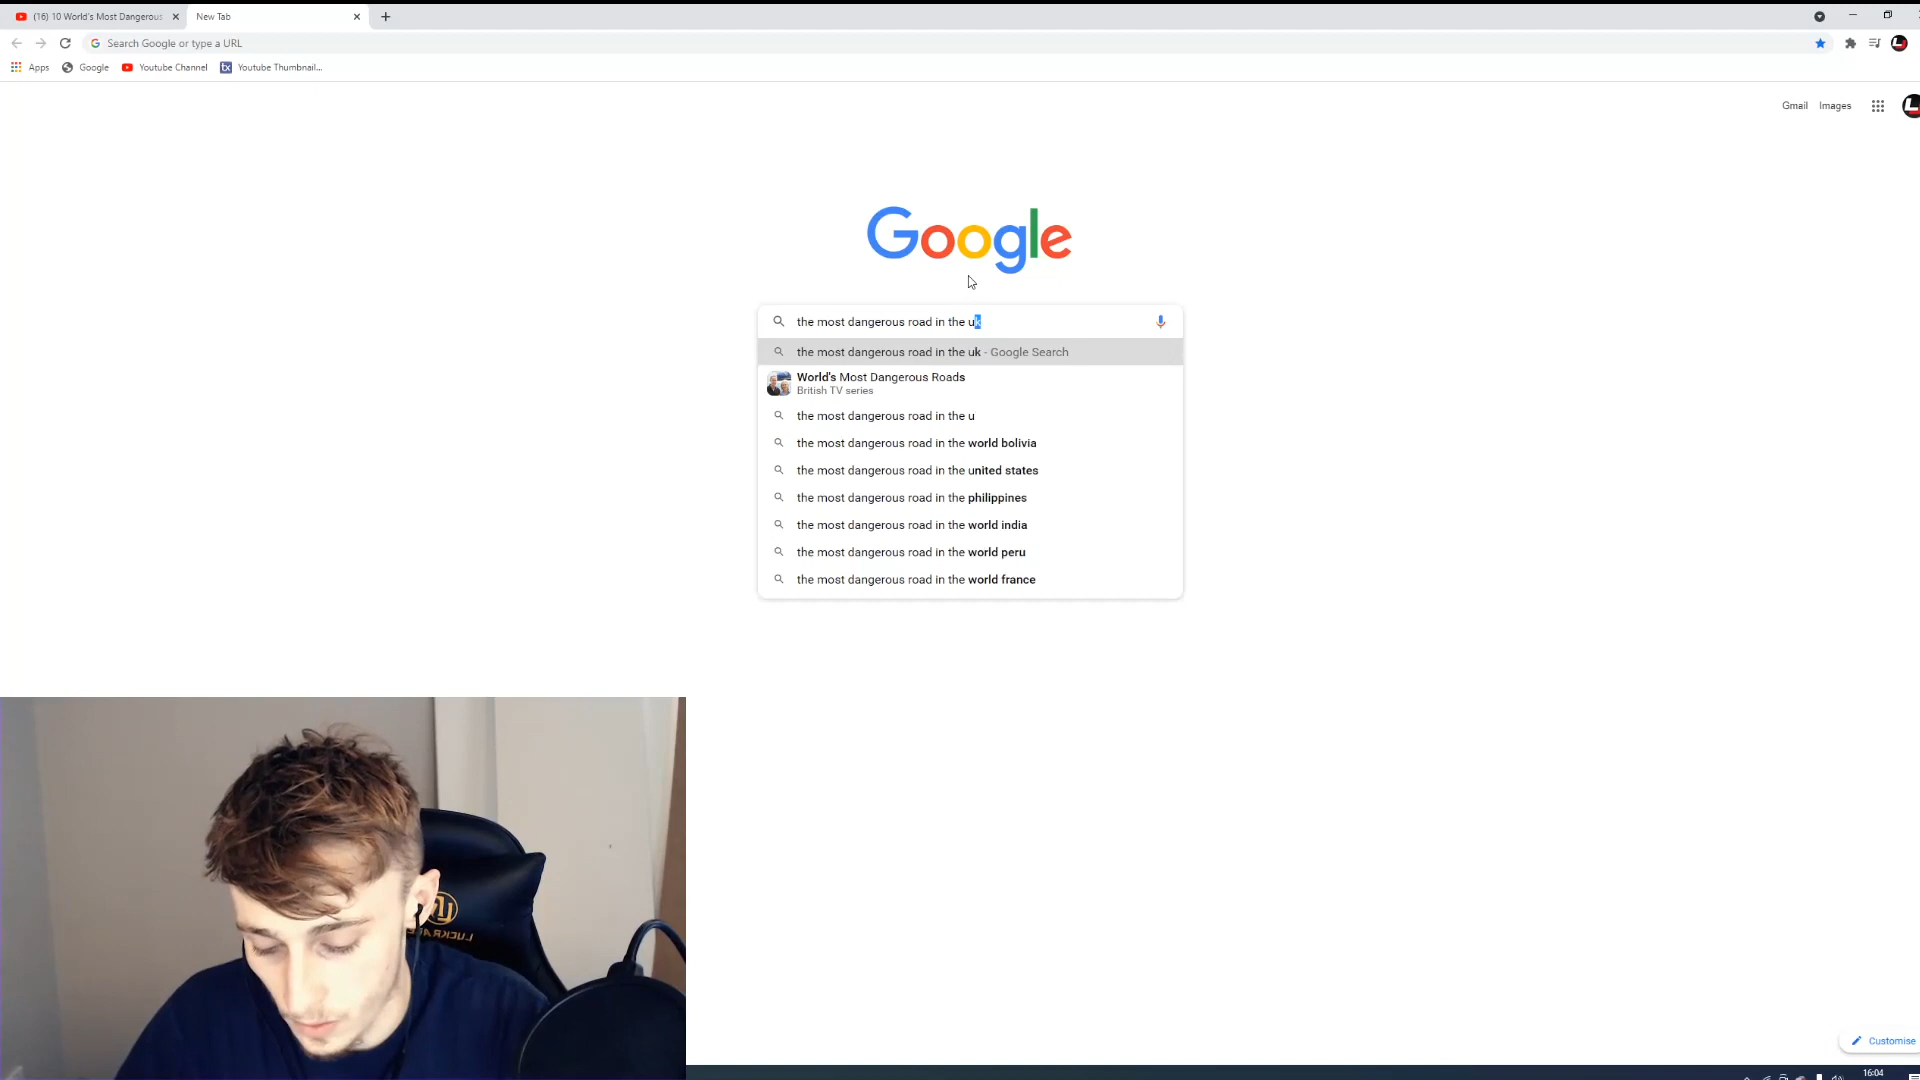 (16) 10 World's Most Dangerous
New Tab
Search Google or type a URL
Apps
Google
Youtube Channel
Youtube Thumbnail...
Gmail
Images
Google
the most dangerous road in the uk
the most dangerous road in the uk - Google Search
World's Most Dangerous Roads
British TV series
the most dangerous road in the u
the most dangerous road in the world bolivia
the most dangerous road in the united states
the most dangerous road in the philippines
the most dangerous road in the world india
the most dangerous road in the world peru
the most dangerous road in the world france
Customise
16:04